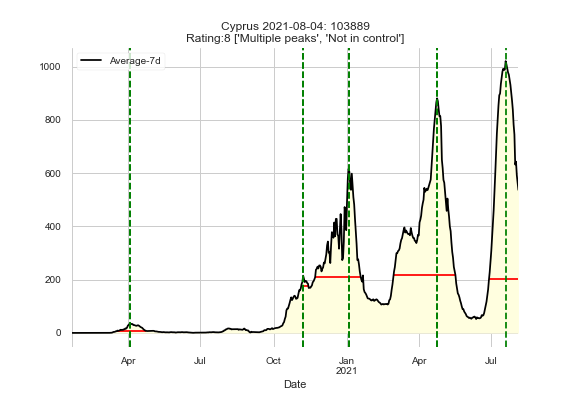 Cyprus 2021-08-04: 103889
Rating:8 ['Multiple peaks', 'Not in control']
Average-7d
1000
800
600
400
200
0
Apr
Jul
Oct
Jan
2021
Apr
Jul
Date